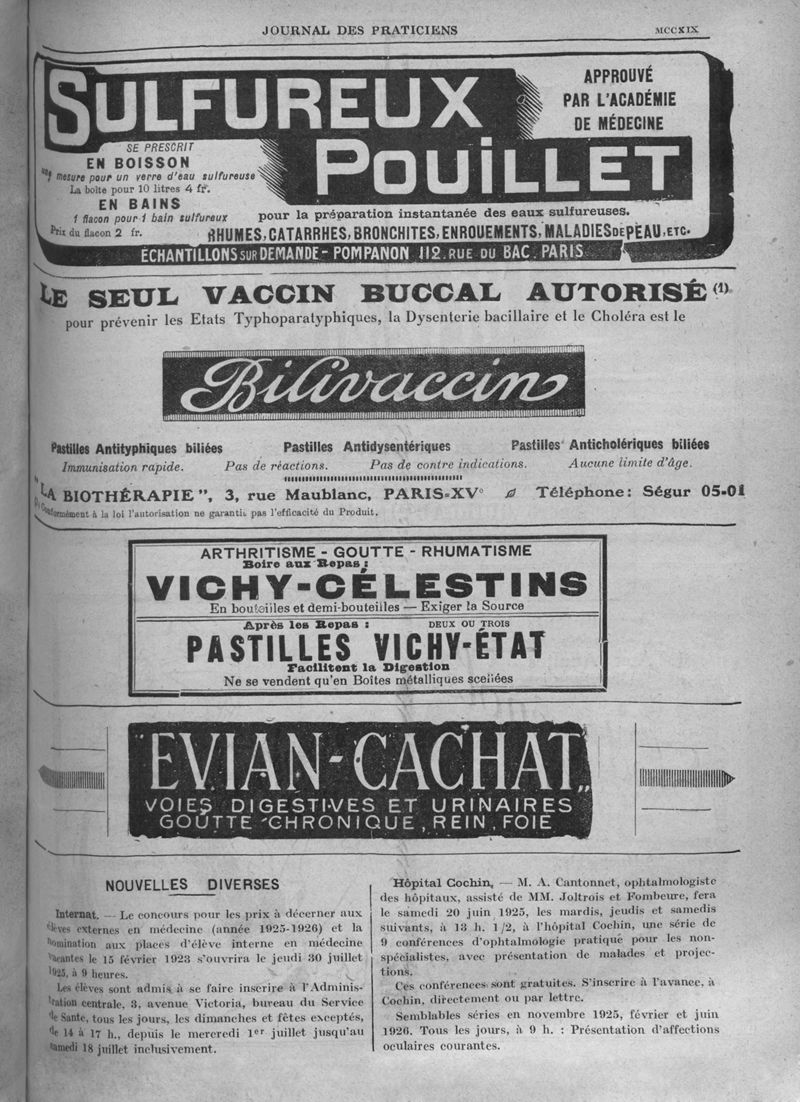 JOURNAL DES PRATICIENS MCCXIX
SULFUREUX
POUILLET
APPROUVÉ
PAR L'ACADÉMIE
DE MÉDECINE
SE PRESCRIT
EN BOISSON
mesure pour un verre d'eau sulfureuse
La boîte pour 10 litres 4 fr.
EN BAINS
1 flacon pour 1 bain sulfureux
Prix du flacon 2 fr.
pour la préparation instantanée des eaux sulfureuses.
RHUMES, CATARRHES, BRONCHITES, ENROUEMENTS, MALADIES DE PEAU, ETC.
ÉCHANTILLONS SUR DEMANDE - POMPANON 112. RUE DU BAC. PARIS
LE SEUL VACCIN BUCCAL AUTORISÉ (1)
pour prévenir les Etats Typhoparatyphiques, la Dysenterie bacillaire et le Choléra est le
Bilivaccin
Pastilles Antityphiques biliées Pastilles Antidysentériques Pastilles Anticholériques biliées
Immunisation rapide. Pas de réactions. Pas de contre indications. Aucune limite d'âge.
"LA BIOTHÉRAPIE", 3, rue Maublanc, PARIS-XVe Téléphone: Ségur 05-01
Conformément à la loi l'autorisation ne garantit pas l'efficacité du Produit.
ARTHRITISME - GOUTTE - RHUMATISME
Boire aux Repas :
VICHY-CÉLESTINS
En bouteilles et demi-bouteilles — Exiger la Source
Après les Repas : DEUX OU TROIS
PASTILLES VICHY-ÉTAT
Facilitent la Digestion
Ne se vendent qu'en Boîtes métalliques scellées
"EVIAN-CACHAT"
VOIES DIGESTIVES ET URINAIRES
GOUTTE CHRONIQUE, REIN, FOIE
NOUVELLES DIVERSES
Internat. — Le concours pour les prix à décerner aux
élèves externes en médecine (année 1925-1926) et la
nomination aux places d'élève interne en médecine
vacantes le 15 février 1923 s'ouvrira le jeudi 30 juillet
1925, à 9 heures.
Les élèves sont admis à se faire inscrire à l'Adminis-
tration centrale, 3, avenue Victoria, bureau du Service
de Sante, tous les jours, les dimanches et fêtes exceptés,
de 14 à 17 h., depuis le mercredi 1er juillet jusqu'au
samedi 18 juillet inclusivement.
Hôpital Cochin, — M. A. Cantonnet, ophtalmologiste
des hôpitaux, assisté de MM. Joltrois et Fombeure, fera
le samedi 20 juin 1925, les mardis, jeudis et samedis
suivants, à 13 h. 1/2, à l'hôpital Cochin, une série de
9 conférences d'ophtalmologie pratique pour les non-
spécialistes, avec présentation de malades et projec-
tions.
Ces conférences sont gratuites. S'inscrire à l'avance, à
Cochin, directement ou par lettre.
Semblables séries en novembre 1925, février et juin
1926. Tous les jours, à 9 h. : Présentation d'affections
oculaires courantes.